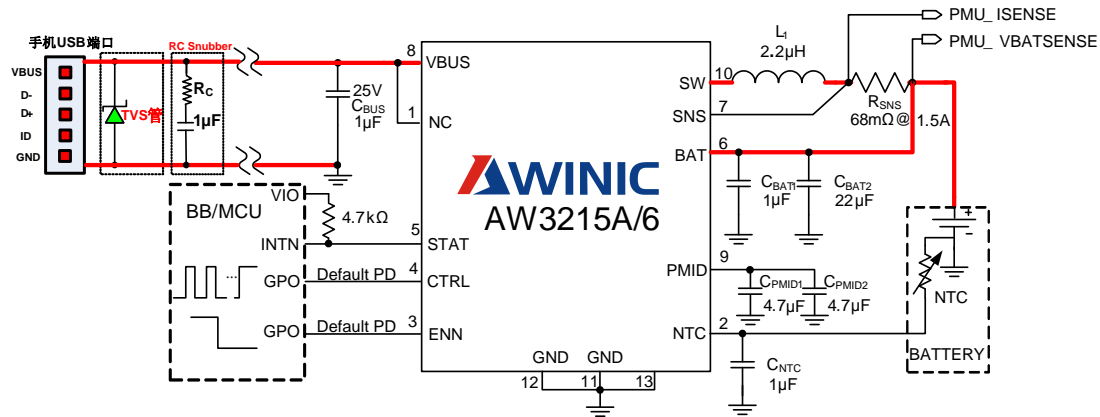 PMU_ISENSE
PMU_ VBATSENSE
手机USB端口
RC Snubber
VBUS
D-
D+
ID
GND
TVS管
RC
1μF
25V
CBUS
1μF
8
VBUS
1
NC
AWINIC
AW3215A/6
SW
10
L1
2.2μH
SNS
7
RSNS
68mΩ@
1.5A
BAT
6
CBAT1
1μF
CBAT2
22μF
BB/MCU
VIO
4.7kΩ
INTN
5
STAT
...
GPO
Default PD
4
CTRL
GPO
Default PD
3
ENN
PMID
9
CPMID1
4.7μF
CPMID2
4.7μF
NTC
2
CNTC
1μF
+
-
NTC
BATTERY
GND
GND
12
11
13